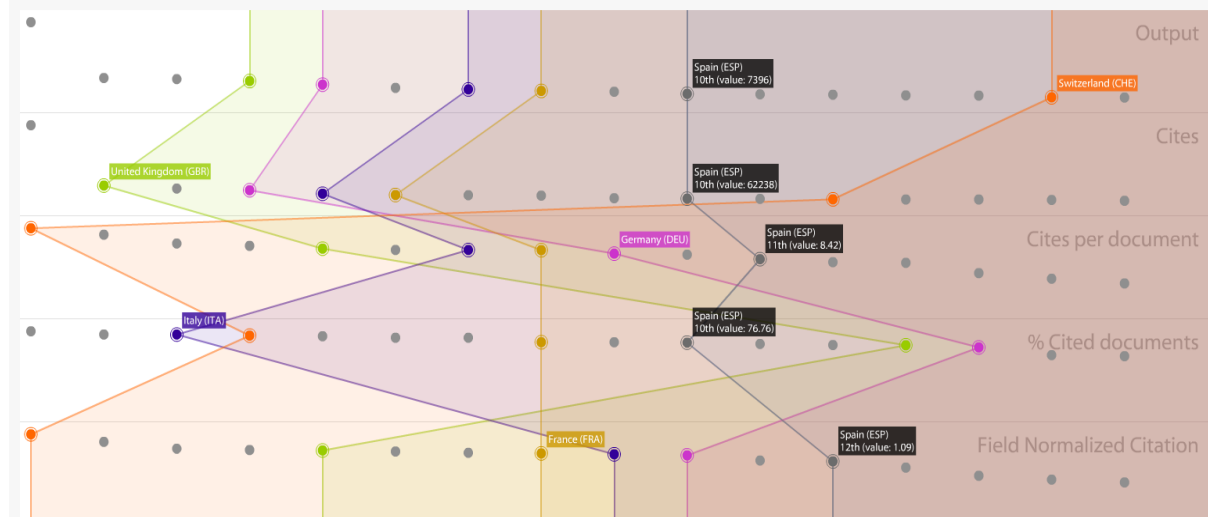 Output
Spain (ESP)
10th (value: 7396)
Switzerland (CHE)
Cites
United Kingdom (GBR)
Spain (ESP)
10th (value: 62238)
Cites per document
Germany (DEU)
Spain (ESP)
11th (value: 8.42)
Italy (ITA)
Spain (ESP)
10th (value: 76.76)
% Cited documents
France (FRA)
Spain (ESP)
12th (value: 1.09)
Field Normalized Citation